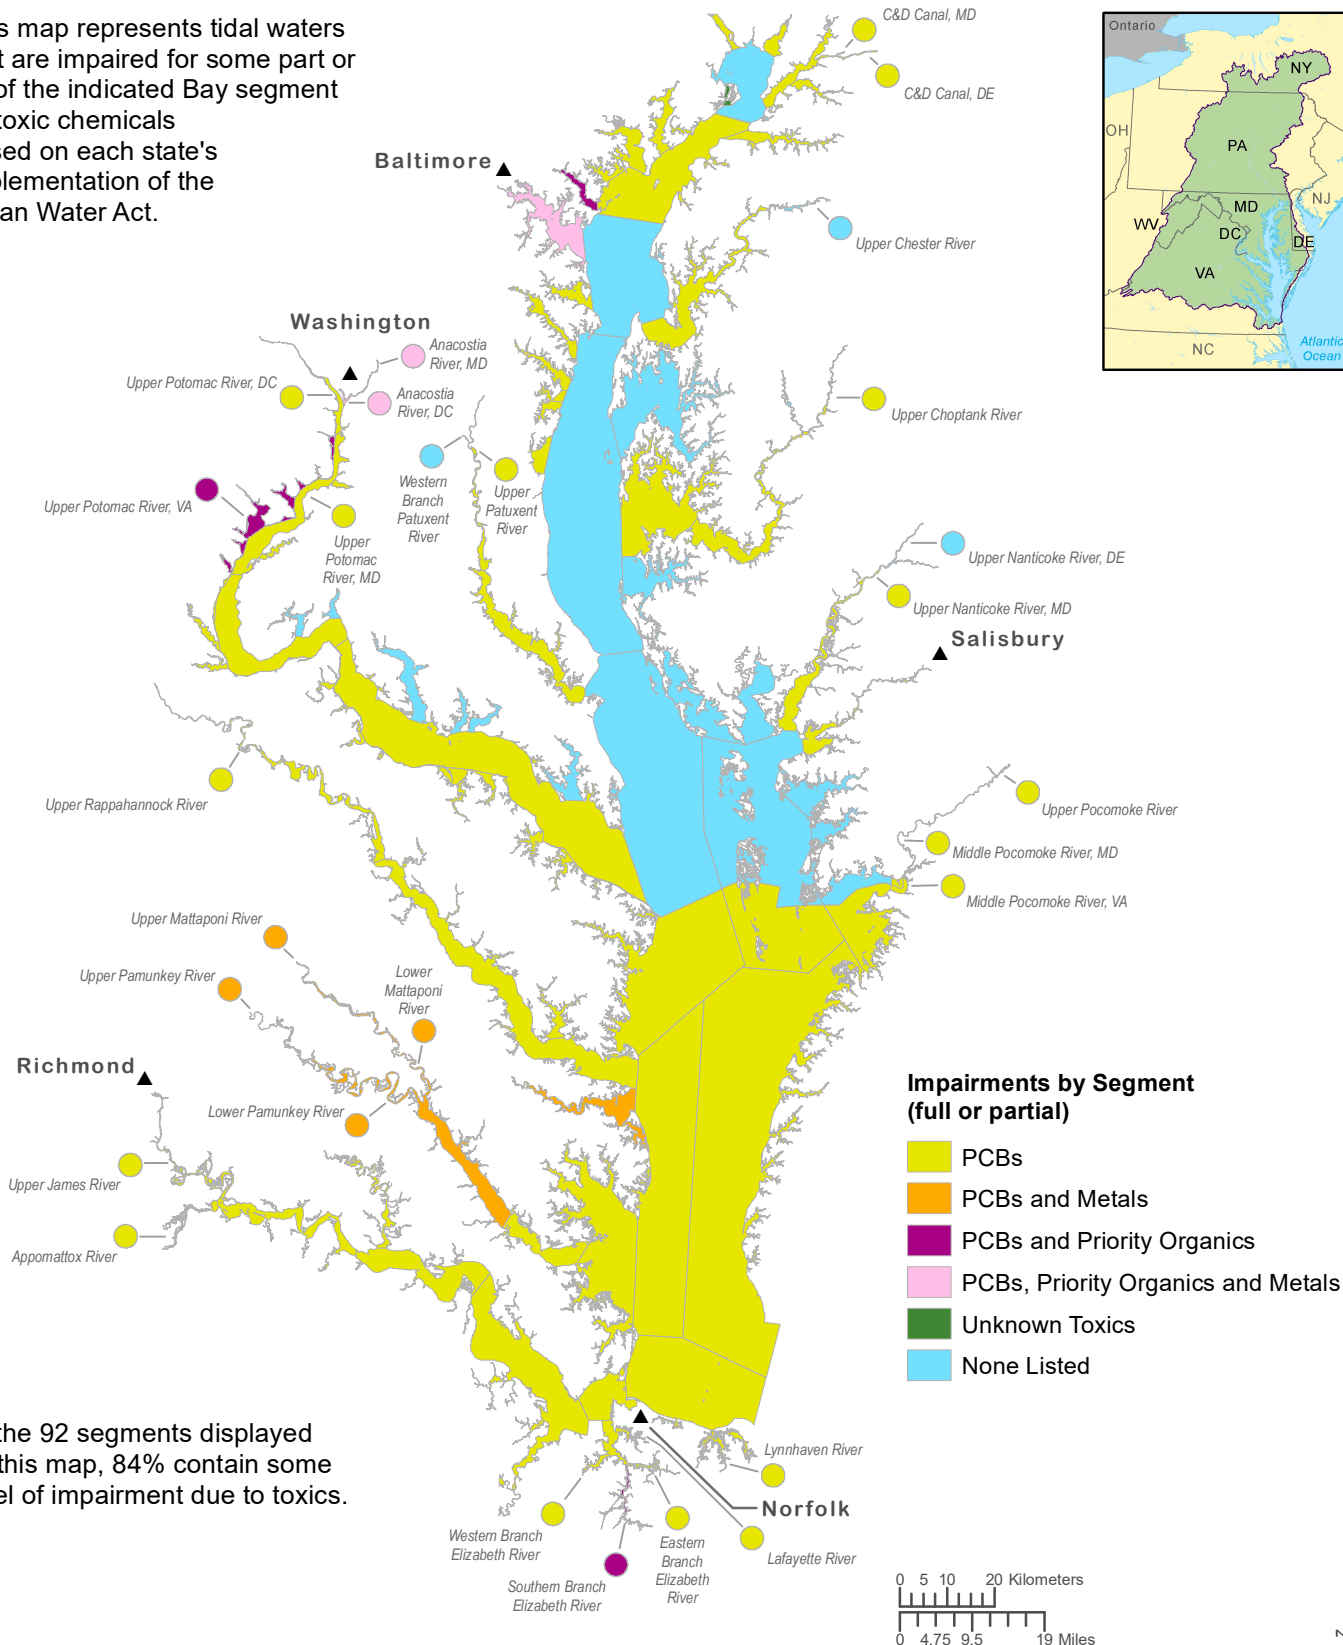 s map represents tidal waters
t are impaired for some part or
of the indicated Bay segment
toxic chemicals
sed on each state's
plementation of the
an Water Act.
C&D Canal, MD
C&D Canal, DE
Baltimore
Upper Chester River
Ontario
NY
OH
PA
NJ
MD
WV
DC
DE
VA
NC
Atlantic
Ocean
Washington
Anacostia
River, MD
Upper Potomac River, DC
Anacostia
River, DC
Upper Choptank River
Western
Branch
Patuxent
River
Upper
Patuxent
River
Upper Potomac River, VA
Upper
Potomac
River, MD
Upper Nanticoke River, DE
Upper Nanticoke River, MD
Salisbury
Upper Rappahannock River
Upper Pocomoke River
Middle Pocomoke River, MD
Middle Pocomoke River, VA
Upper Mattaponi River
Upper Pamunkey River
Lower
Mattaponi
River
Richmond
Lower Pamunkey River
Upper James River
Appomattox River
Impairments by Segment
(full or partial)
PCBs
PCBs and Metals
PCBs and Priority Organics
PCBs, Priority Organics and Metals
Unknown Toxics
None Listed
the 92 segments displayed
this map, 84% contain some
el of impairment due to toxics.
Lynnhaven River
Norfolk
Western Branch
Elizabeth River
Eastern
Branch
Elizabeth
River
Lafayette River
Southern Branch
Elizabeth River
0 5 10 20 Kilometers
0 4.75 9.5 19 Miles